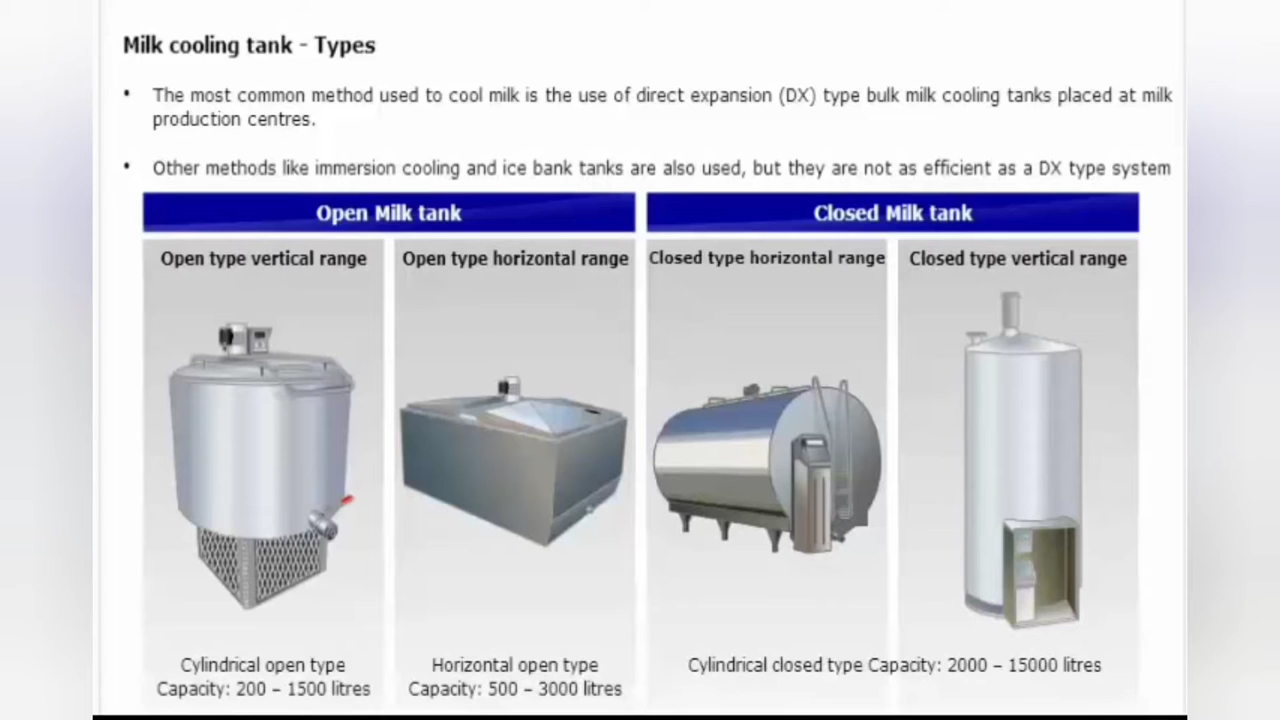 Milk cooling tank - Types
• The most common method used to cool milk is the use of direct expansion (DX) type bulk milk cooling tanks placed at milk
production centres.
• Other methods like immersion cooling and ice bank tanks are also used, but they are not as efficient as a DX type system
Open Milk tank
Closed Milk tank
Open type vertical range
Open type horizontal range
Closed type horizontal range
Closed type vertical range
Cylindrical open type
Capacity: 200 – 1500 litres
Horizontal open type
Capacity: 500 – 3000 litres
Cylindrical closed type Capacity: 2000 – 15000 litres